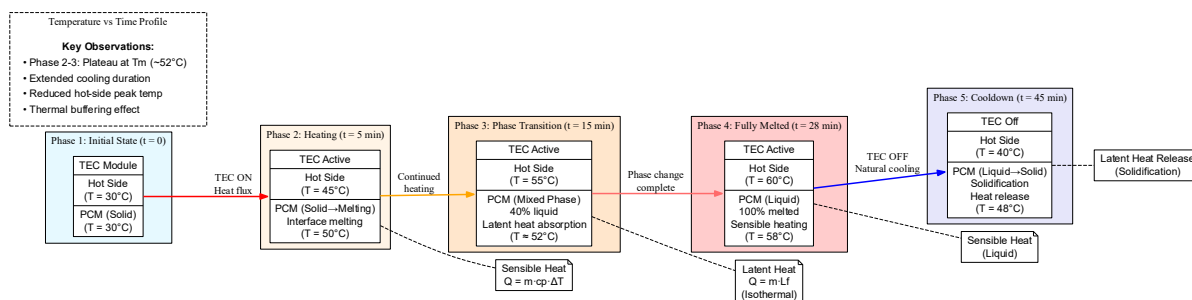 Temperature vs Time Profile
Key Observations:
• Phase 2-3: Plateau at Tm (~52°C)
• Extended cooling duration
• Reduced hot-side peak temp
• Thermal buffering effect
Phase 1: Initial State (t = 0)
TEC Module
Hot Side
(T = 30°C)
PCM (Solid)
(T = 30°C)
TEC ON
Heat flux
Phase 2: Heating (t = 5 min)
TEC Active
Hot Side
(T = 45°C)
PCM (Solid→Melting)
Interface melting
(T = 50°C)
Continued
heating
Sensible Heat
Q = m·cp·ΔT
Phase 3: Phase Transition (t = 15 min)
TEC Active
Hot Side
(T = 55°C)
PCM (Mixed Phase)
40% liquid
Latent heat absorption
(T ≈ 52°C)
Phase change
complete
Latent Heat
Q = m·Lf
(Isothermal)
Phase 4: Fully Melted (t = 28 min)
TEC Active
Hot Side
(T = 60°C)
PCM (Liquid)
100% melted
Sensible heating
(T = 58°C)
TEC OFF
Natural cooling
Sensible Heat
(Liquid)
Phase 5: Cooldown (t = 45 min)
TEC Off
Hot Side
(T = 40°C)
PCM (Liquid→Solid)
Solidification
Heat release
(T = 48°C)
Latent Heat Release
(Solidification)